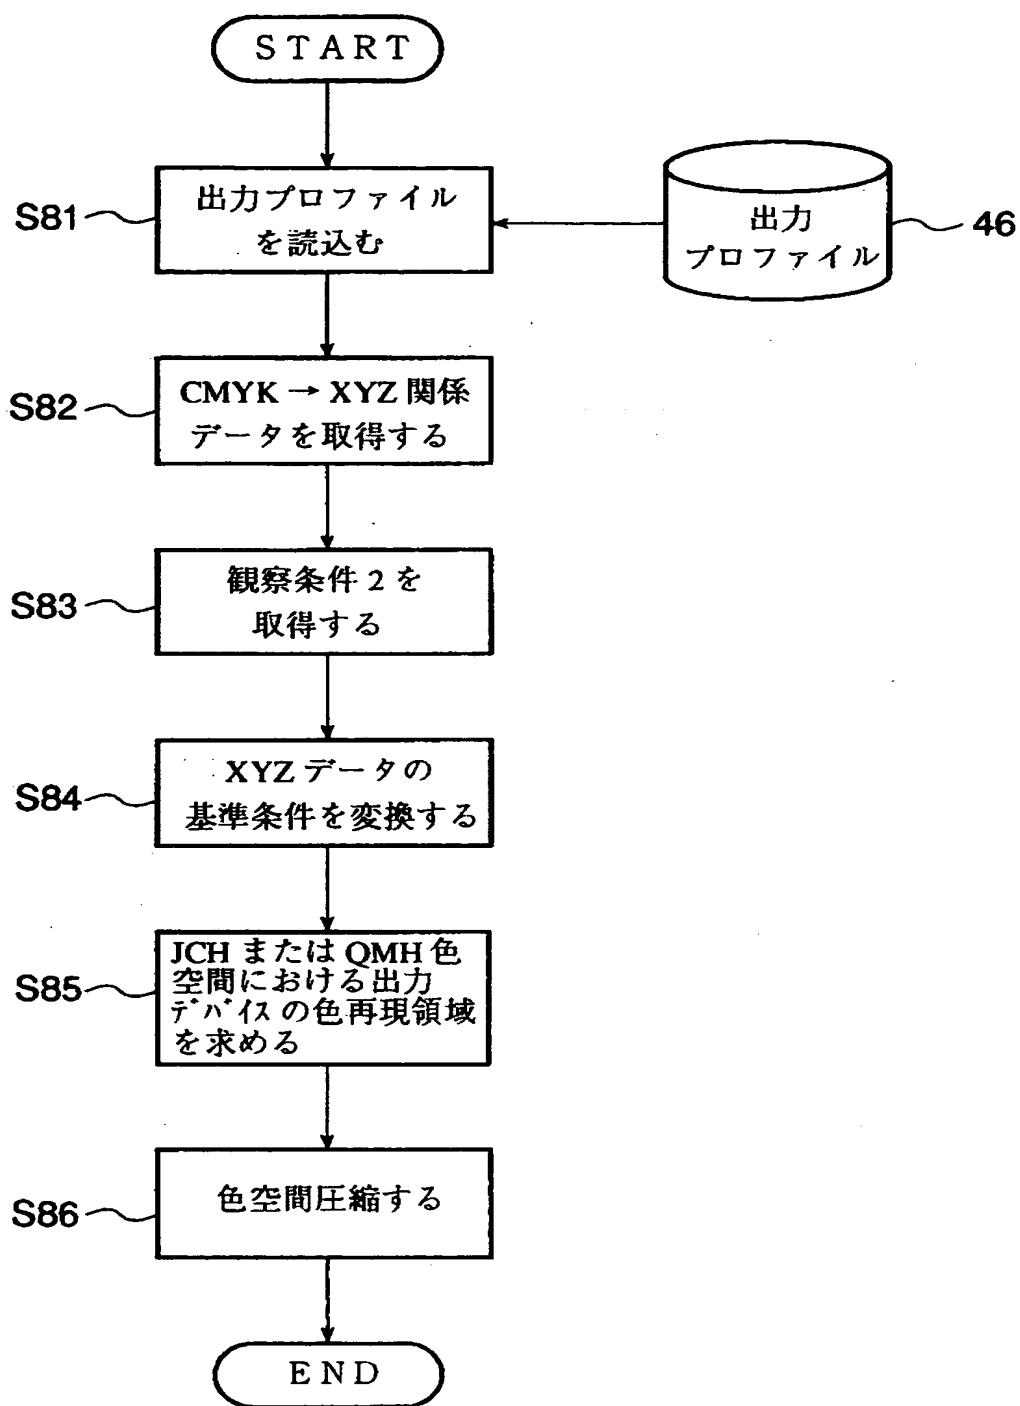 START
S81
出力プロファイル
を読込む
出力
プロファイル
46
S82
CMYK → XYZ 関係
データを取得する
S83
観察条件 2 を
取得する
S84
XYZ データの
基準条件を変換する
S85
JCH または QMH 色
空間における出力
デバイスの色再現領域
を求める
S86
色空間圧縮する
END